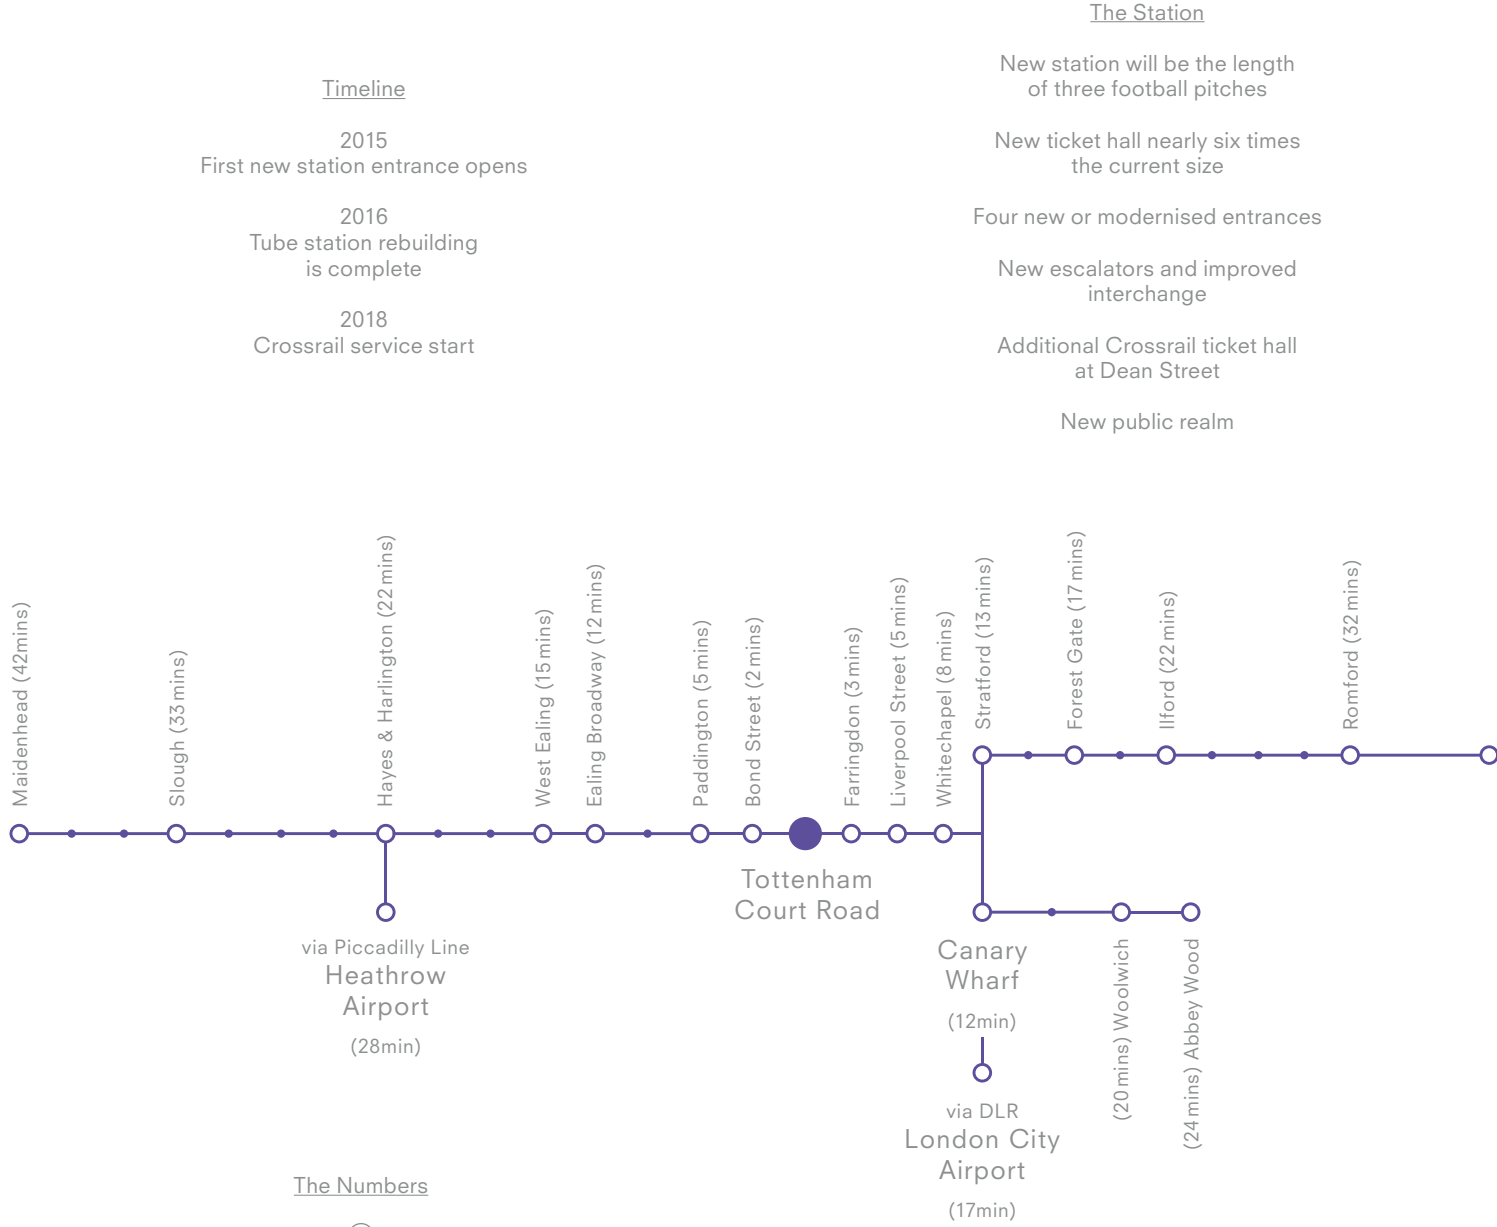 Timeline
2015
First new station entrance opens
2016
Tube station rebuilding
is complete
2018
Crossrail service start
The Station
New station will be the length
of three football pitches
New ticket hall nearly six times
the current size
Four new or modernised entrances
New escalators and improved
interchange
Additional Crossrail ticket hall
at Dean Street
New public realm
Maidenhead (42mins)
Slough (33 mins)
Hayes & Harlington (22 mins)
West Ealing (15 mins)
Ealing Broadway (12 mins)
Paddington (5 mins)
Bond Street (2 mins)
Farringdon (3 mins)
Liverpool Street (5 mins)
Whitechapel (8 mins)
Stratford (13 mins)
Forest Gate (17 mins)
Ilford (22 mins)
Romford (32 mins)
Tottenham
Court Road
via Piccadilly Line
Heathrow
Airport
(28min)
Canary
Wharf
(12min)
via DLR
London City
Airport
(17min)
(20 mins) Woolwich
(24 mins) Abbey Wood
The Numbers